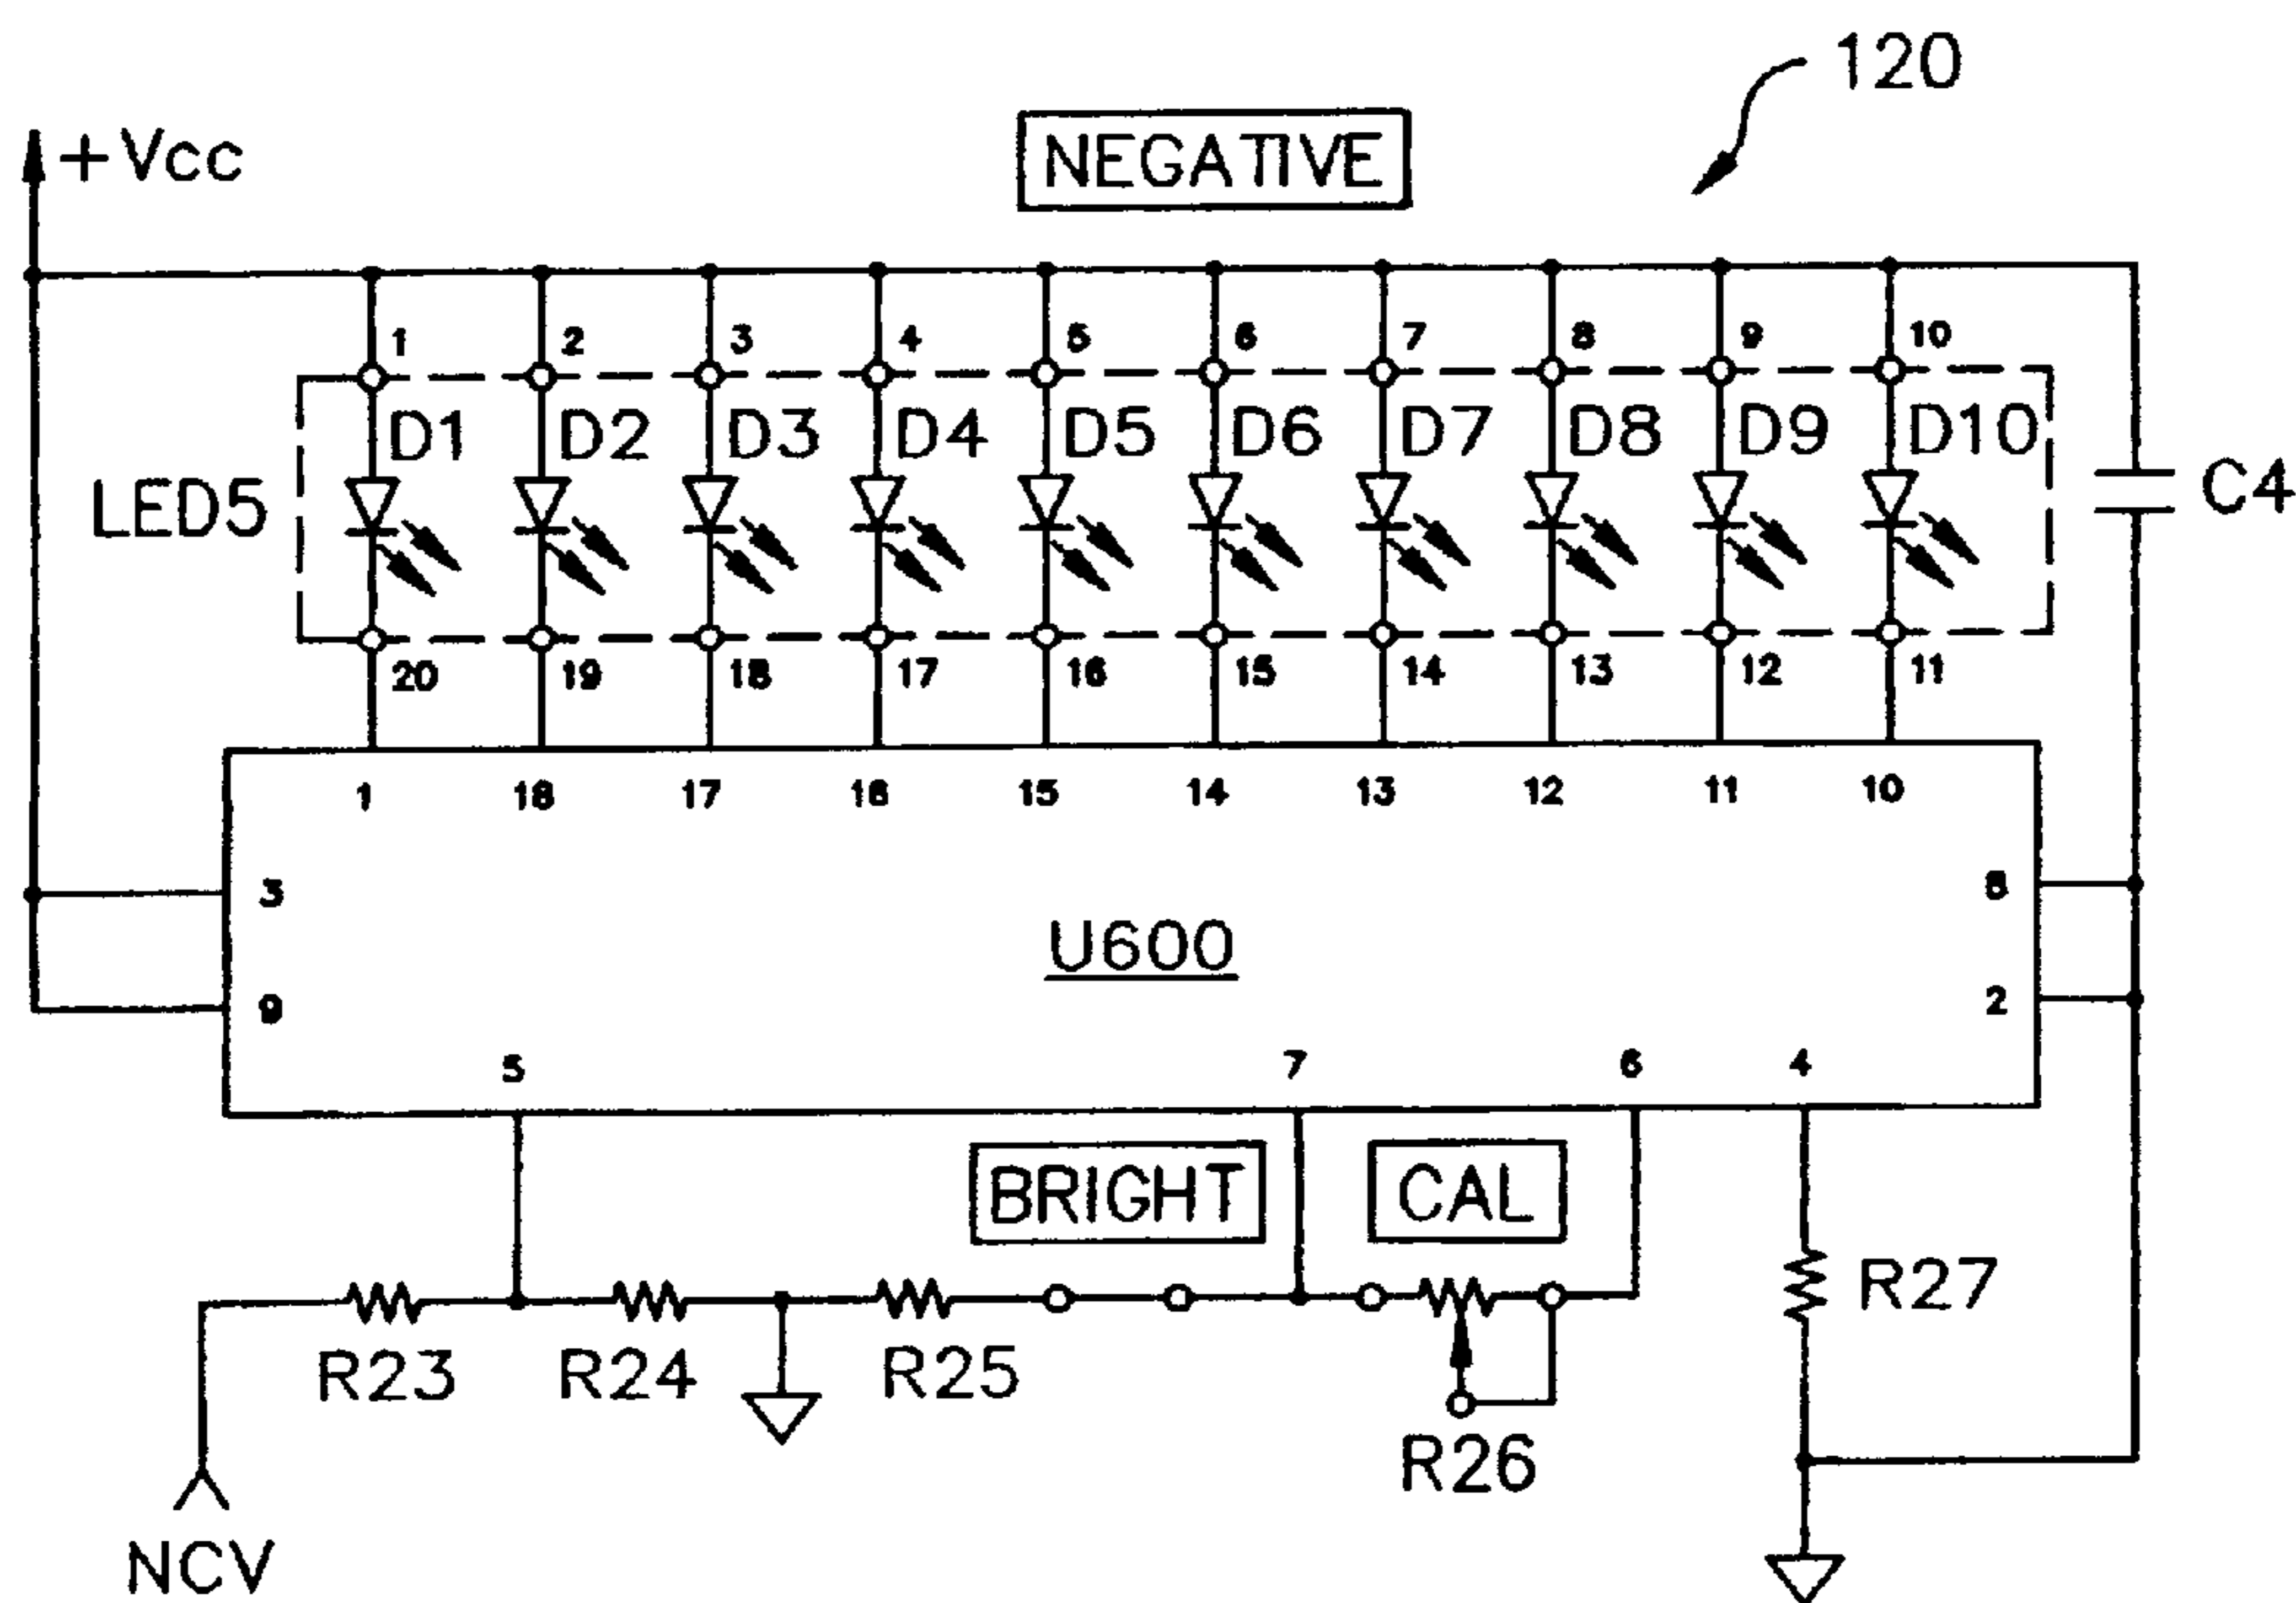 120
+Vcc
NEGATIVE
1 2 3 4 5 6 7 8 9 10
D1 D2 D3 D4 D5 D6 D7 D8 D9 D10
LED5
C4
20 19 18 17 16 15 14 13 12 11
1 18 17 16 15 14 13 12 11 10
3
8
U600
9
2
5 7 6 4
BRIGHT CAL
R27
R23 R24 R25
R26
NCV